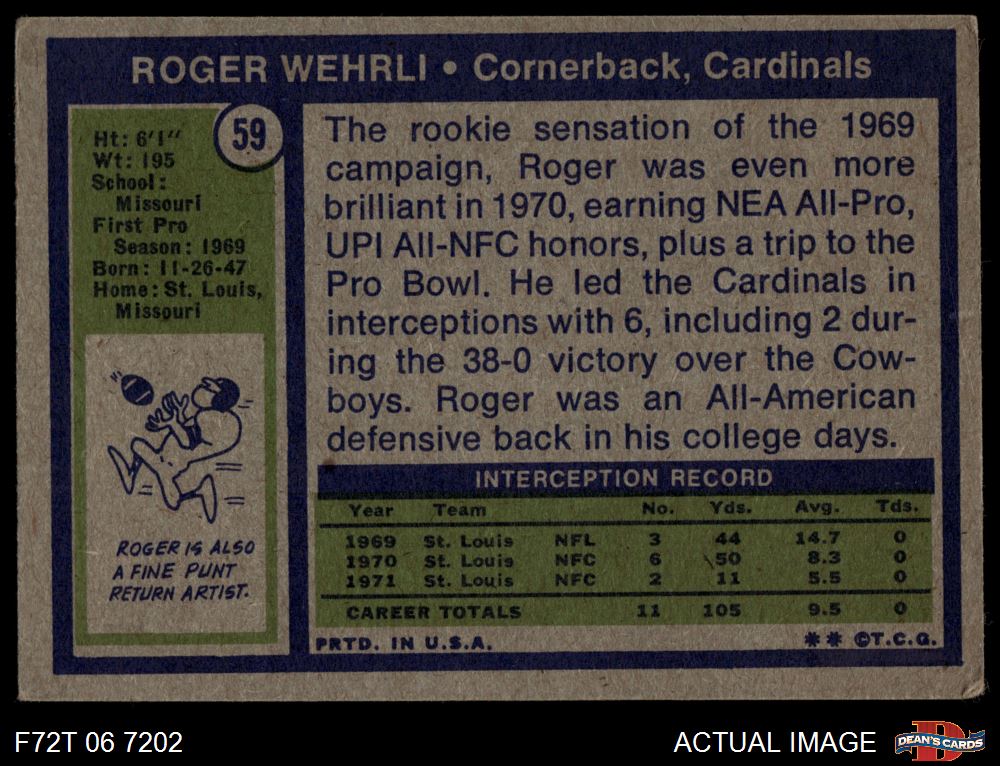 ROGER WEHRLI • Cornerback, Cardinals
59
Ht: 6'1"
Wt: 195
School:
Missouri
First Pro
Season: 1969
Born: 11-26-47
Home: St. Louis,
Missouri
ROGER IS ALSO
A FINE PUNT
RETURN ARTIST.
The rookie sensation of the 1969
campaign, Roger was even more
brilliant in 1970, earning NEA All-Pro,
UPI All-NFC honors, plus a trip to the
Pro Bowl. He led the Cardinals in
interceptions with 6, including 2 dur-
ing the 38-0 victory over the Cow-
boys. Roger was an All-American
defensive back in his college days.
INTERCEPTION RECORD
Year Team No. Yds. Avg. Tds.
1969 St. Louis NFL 3 44 14.7 0
1970 St. Louis NFC 6 50 8.3 0
1971 St. Louis NFC 2 11 5.5 0
CAREER TOTALS 11 105 9.5 0
PRTD. IN U.S.A. ** ©T.C.G.
F72T 06 7202 ACTUAL IMAGE DEAN'S CARDS